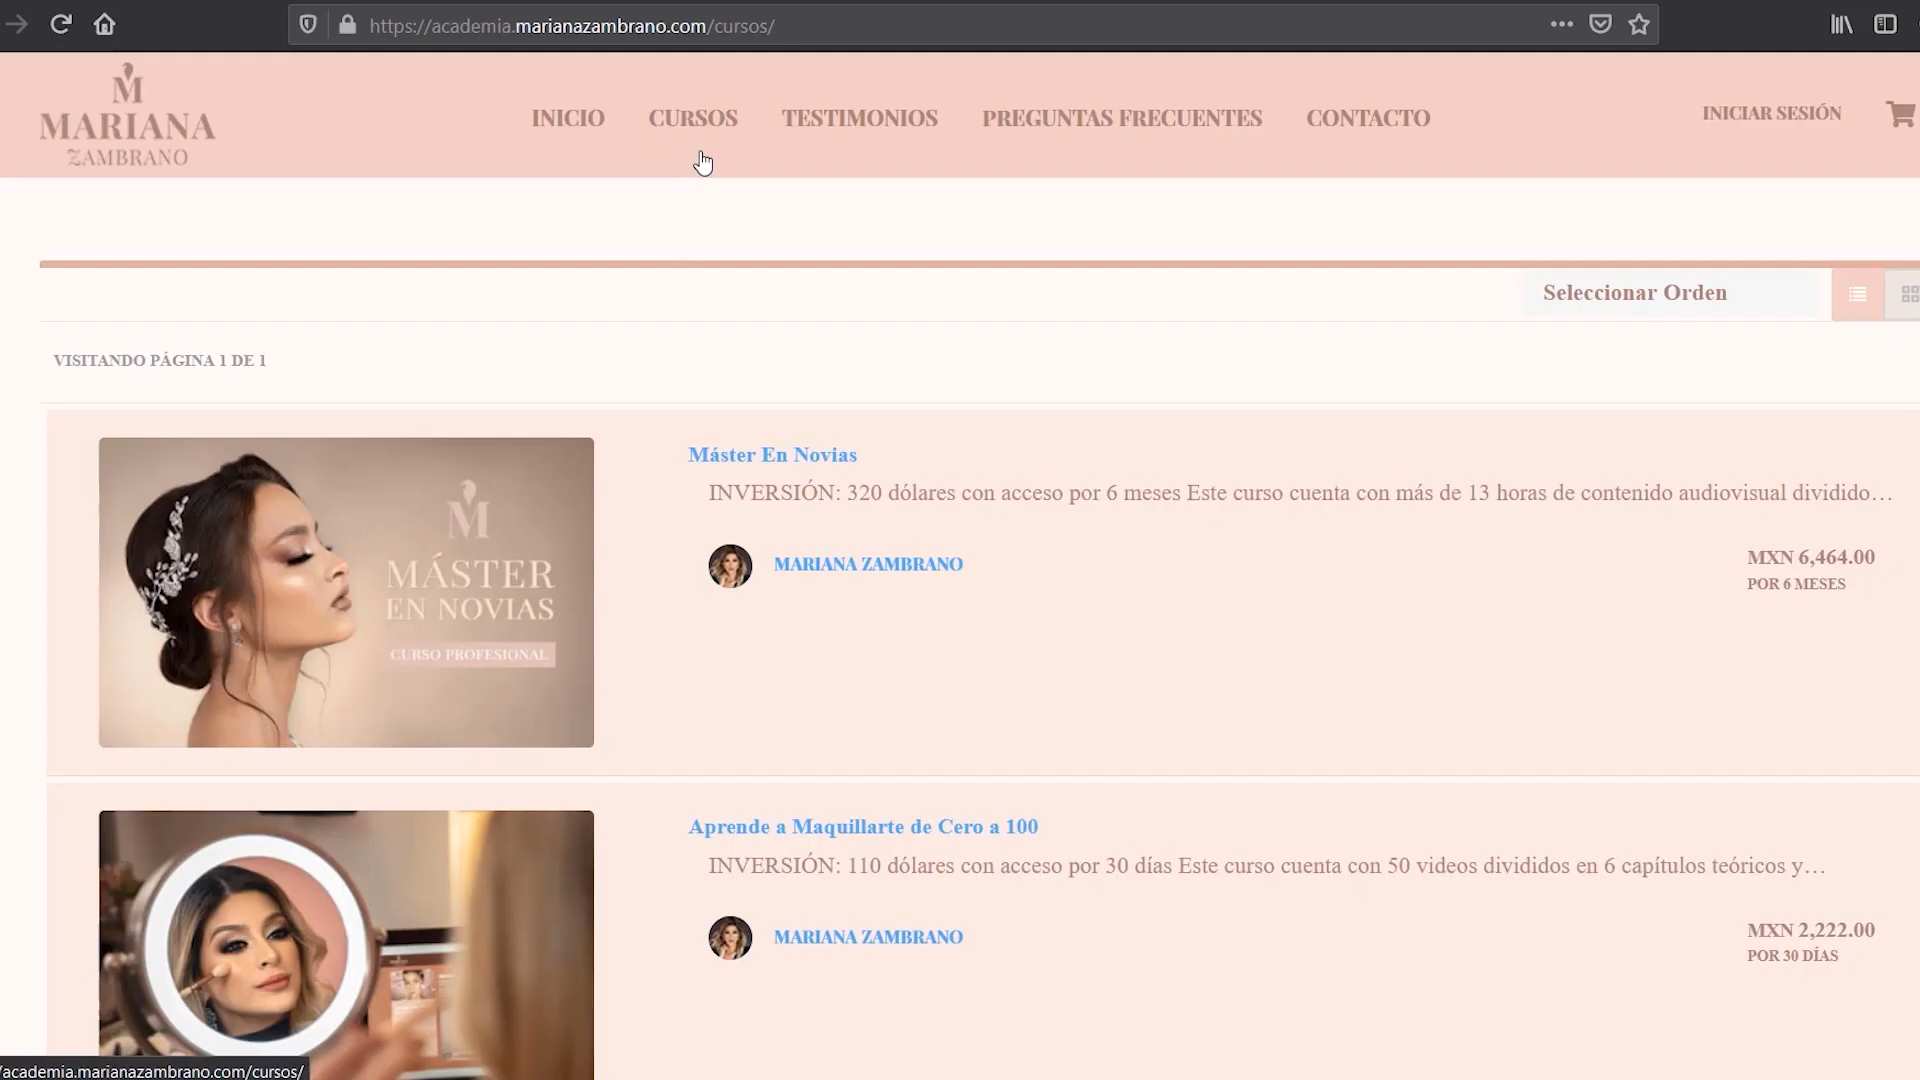 https://academia.marianazambrano.com/cursos/
M
MARIANA
ZAMBRANO
INICIO
CURSOS
TESTIMONIOS
PREGUNTAS FRECUENTES
CONTACTO
INICIAR SESIÓN
Seleccionar Orden
VISITANDO PÁGINA 1 DE 1
M
MÁSTER
EN NOVIAS
CURSO PROFESIONAL
Máster En Novias
INVERSIÓN: 320 dólares con acceso por 6 meses Este curso cuenta con más de 13 horas de contenido audiovisual dividido…
MARIANA ZAMBRANO
MXN 6,464.00
POR 6 MESES
Aprende a Maquillarte de Cero a 100
INVERSIÓN: 110 dólares con acceso por 30 días Este curso cuenta con 50 videos divididos en 6 capítulos teóricos y…
MARIANA ZAMBRANO
MXN 2,222.00
POR 30 DÍAS
/academia.marianazambrano.com/cursos/